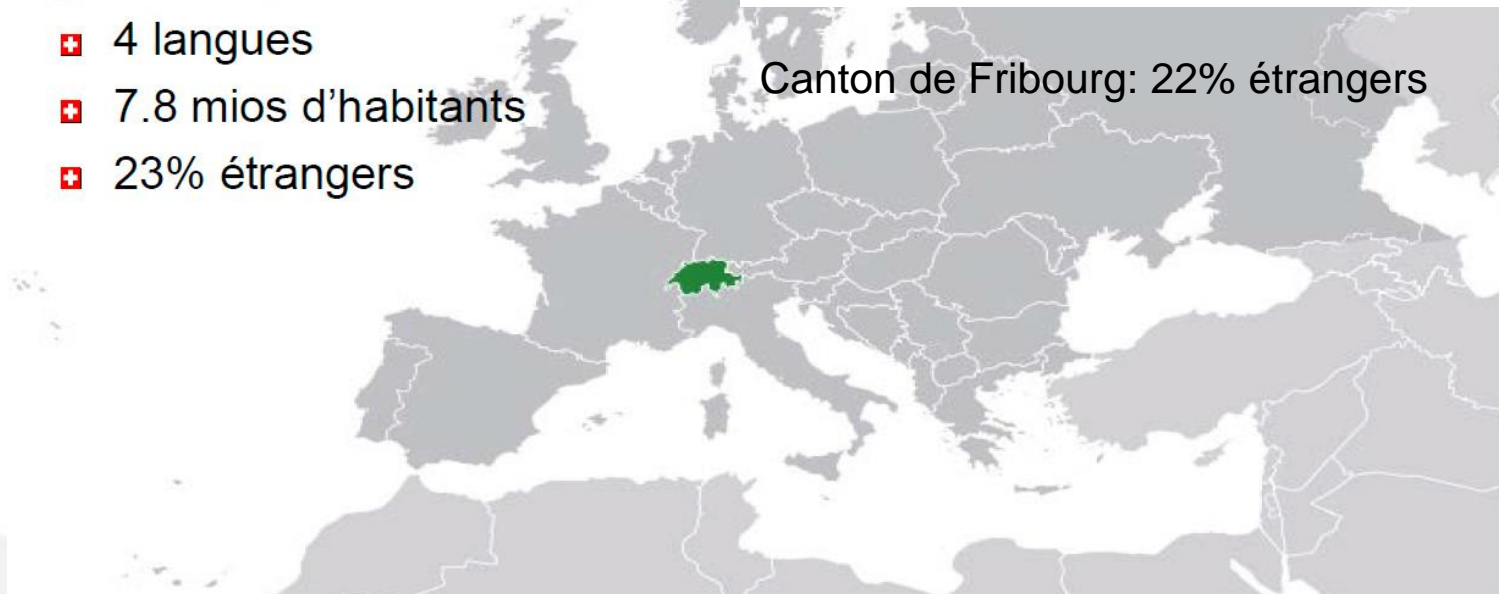 4 langues
7.8 mios d'habitants
23% étrangers
Canton de Fribourg: 22% étrangers